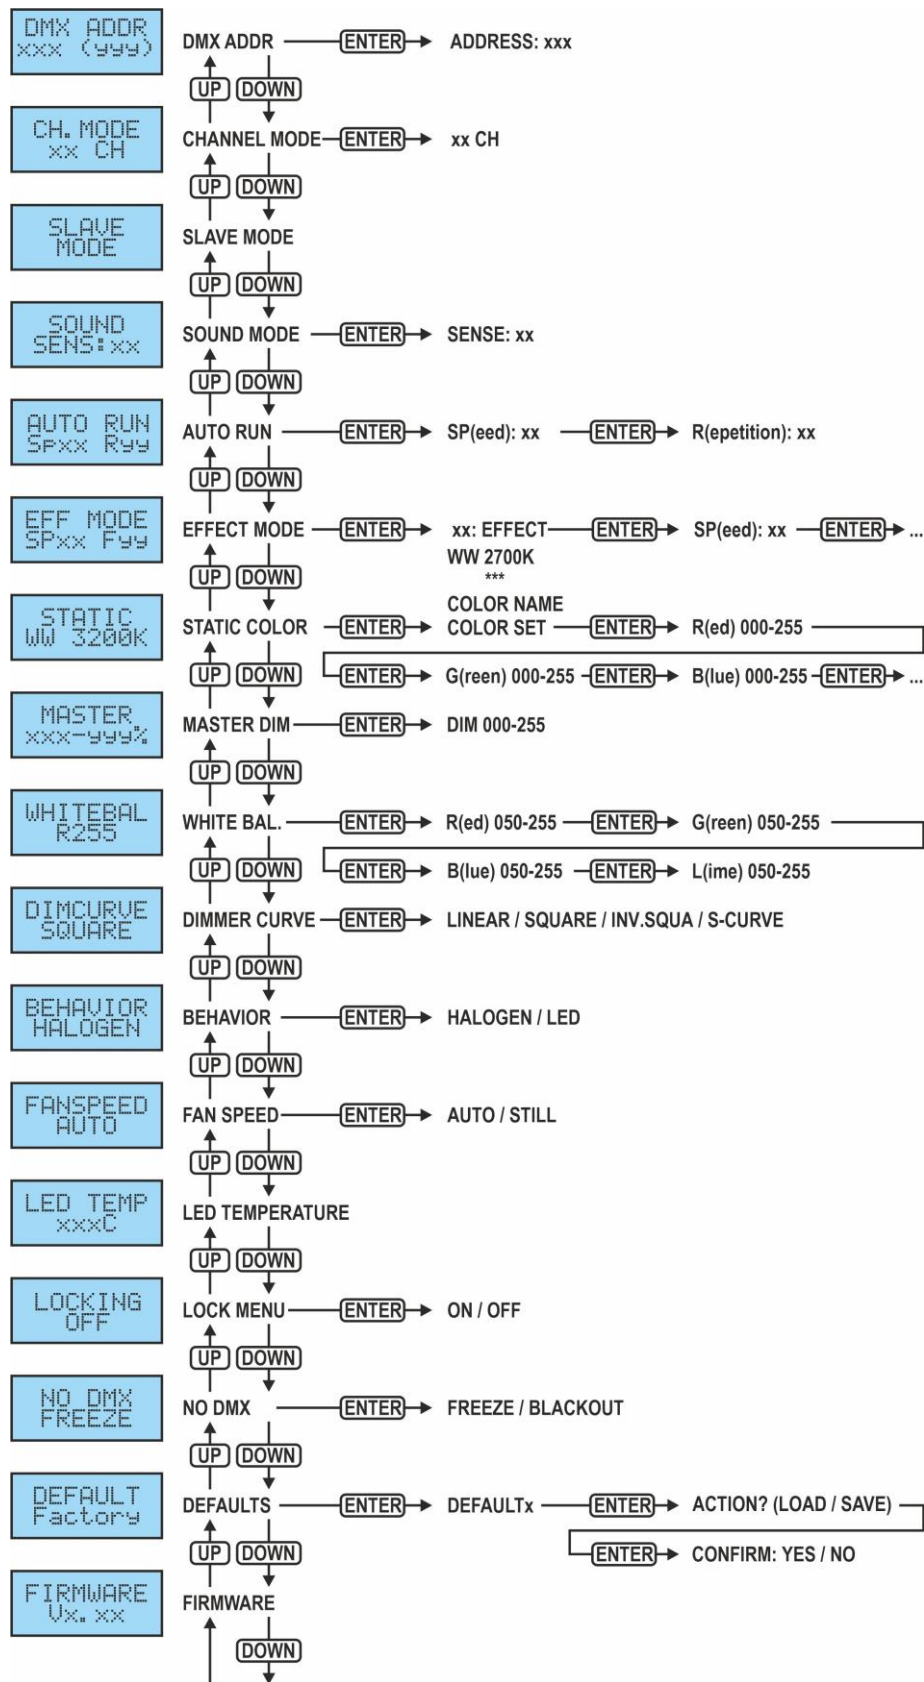 DMX ADDR
xxx (yyy)
DMX ADDR ENTER ADDRESS: xxx
UP DOWN
CH. MODE
xx CH
CHANNEL MODE ENTER xx CH
UP DOWN
SLAVE
MODE
SLAVE MODE
UP DOWN
SOUND
SENS:xx
SOUND MODE ENTER SENSE: xx
UP DOWN
AUTO RUN
SPxx Ryy
AUTO RUN ENTER SP(eed): xx ENTER R(epetition): xx
UP DOWN
EFF MODE
SPxx Fyy
EFFECT MODE ENTER xx: EFFECT ENTER SP(eed): xx ENTER ...
WW 2700K
***
UP DOWN
STATIC
WW 3200K
COLOR NAME
STATIC COLOR ENTER COLOR SET ENTER R(ed) 000-255
UP DOWN ENTER G(reen) 000-255 ENTER B(lue) 000-255 ENTER ...
MASTER
xxx-yyy%
MASTER DIM ENTER DIM 000-255
UP DOWN
WHITEBAL
R255
WHITE BAL. ENTER R(ed) 050-255 ENTER G(reen) 050-255
UP DOWN ENTER B(lue) 050-255 ENTER L(ime) 050-255
DIMCURVE
SQUARE
DIMMER CURVE ENTER LINEAR / SQUARE / INV.SQUA / S-CURVE
UP DOWN
BEHAVIOR
HALOGEN
BEHAVIOR ENTER HALOGEN / LED
UP DOWN
FANSPEED
AUTO
FAN SPEED ENTER AUTO / STILL
UP DOWN
LED TEMP
xxxC
LED TEMPERATURE
UP DOWN
LOCKING
OFF
LOCK MENU ENTER ON / OFF
UP DOWN
NO DMX
FREEZE
NO DMX ENTER FREEZE / BLACKOUT
UP DOWN
DEFAULT
Factory
DEFAULTS ENTER DEFAULTx ENTER ACTION? (LOAD / SAVE)
UP DOWN ENTER CONFIRM: YES / NO
FIRMWARE
Vx.xx
FIRMWARE
DOWN